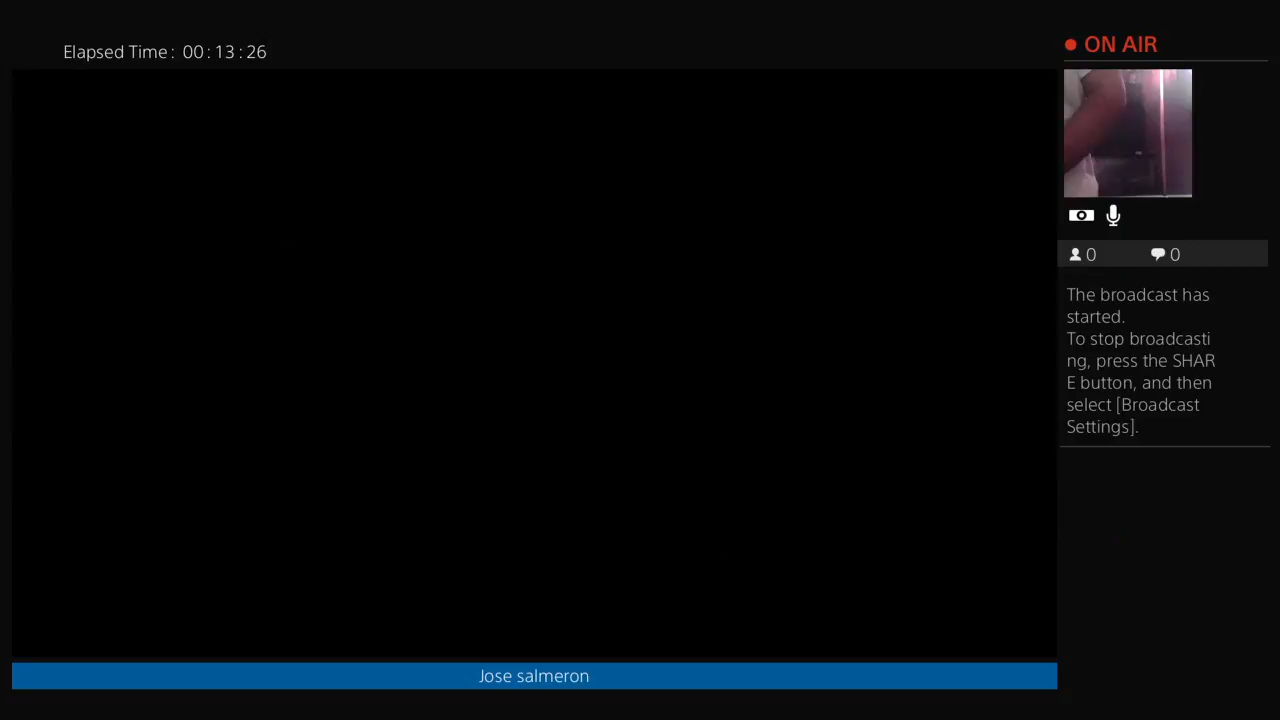 Elapsed Time: 00:13:26
ON AIR
0
0
The broadcast has
started.
To stop broadcasti
ng, press the SHAR
E button, and then
select [Broadcast
Settings].
Jose salmeron